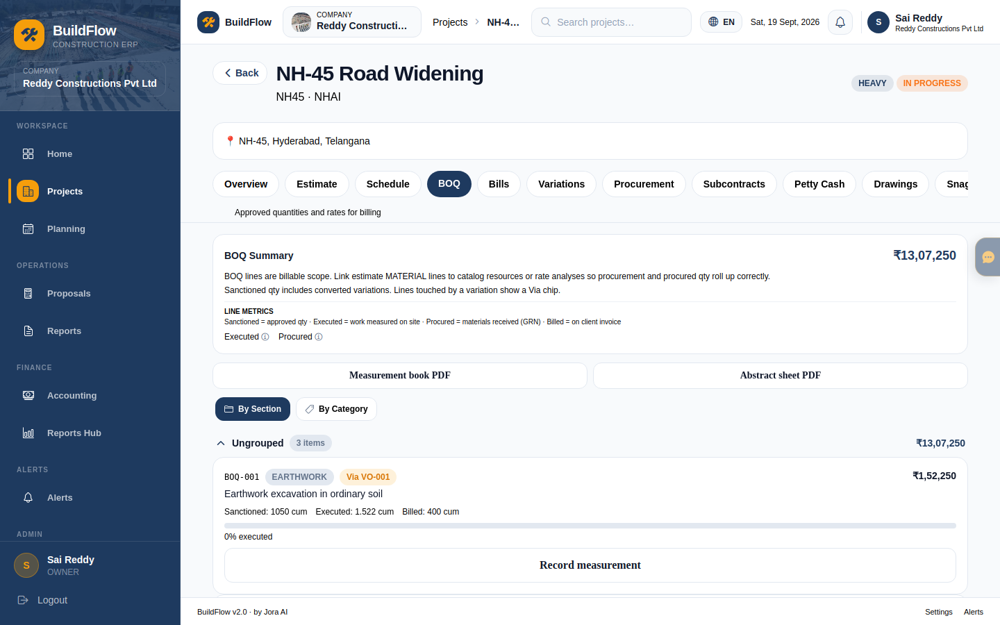 BuildFlow
CONSTRUCTION ERP
COMPANY
Reddy Constructions Pvt Ltd
WORKSPACE
Home
Projects
Planning
OPERATIONS
Proposals
Reports
FINANCE
Accounting
Reports Hub
ALERTS
Alerts
ADMIN
S
Sai Reddy
OWNER
Logout
BuildFlow
COMPANY
Reddy Constructi...
Projects > NH-4...
Search projects...
EN
Sat, 19 Sept, 2026
S
Sai Reddy
Reddy Constructions Pvt Ltd
Back
NH-45 Road Widening
NH45 · NHAI
HEAVY
IN PROGRESS
📍 NH-45, Hyderabad, Telangana
Overview
Estimate
Schedule
BOQ
Bills
Variations
Procurement
Subcontracts
Petty Cash
Drawings
Snag
Approved quantities and rates for billing
BOQ Summary
₹13,07,250
BOQ lines are billable scope. Link estimate MATERIAL lines to catalog resources or rate analyses so procurement and procured qty roll up correctly.
Sanctioned qty includes converted variations. Lines touched by a variation show a Via chip.
LINE METRICS
Sanctioned = approved qty · Executed = work measured on site · Procured = materials received (GRN) · Billed = on client invoice
Executed
Procured
Measurement book PDF
Abstract sheet PDF
By Section
By Category
Ungrouped
3 items
₹13,07,250
BOQ-001
EARTHWORK
Via VO-001
₹1,52,250
Earthwork excavation in ordinary soil
Sanctioned: 1050 cum
Executed: 1.522 cum
Billed: 400 cum
0% executed
Record measurement
BuildFlow v2.0 · by Jora AI
Settings
Alerts